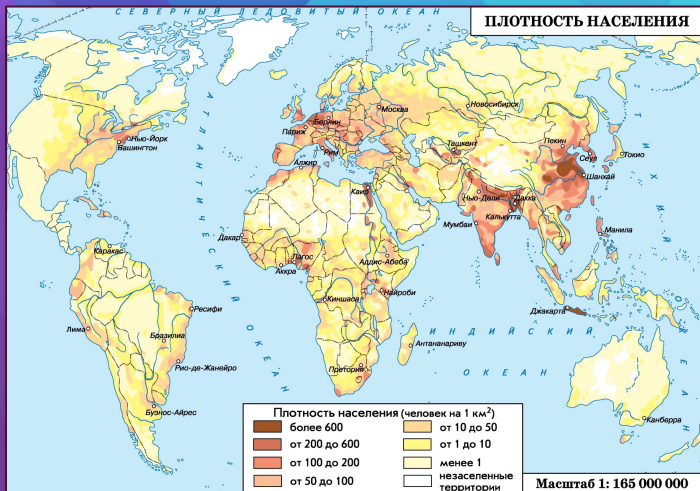 СЕВЕРНЫЙ ЛЕДОВИТЫЙ ОКЕАН
ПЛОТНОСТЬ НАСЕЛЕНИЯ
АТЛАНТИЧЕСКИЙ ОКЕАН
ТИХИЙ ОКЕАН
ИНДИЙСКИЙ
ОКЕАН
Москва
Новосибирск
Берлин
Париж
Нью-Йорк
Вашингтон
Рим
Ташкент
Пекин
Сеул
Токио
Алжир
Шанхай
Каир
Нью-Дели
Дакка
Калькутта
Мумбаи
Манила
Дакар
Каракас
Лагос
Аккра
Аддис-Абеба
Найроби
Киншаса
Ресифи
Джакарта
Лима
Бразилиа
Антананариву
Рио-де-Жанейро
Претория
Буэнос-Айрес
Канберра
Плотность населения (человек на 1 км²)
более 600
от 200 до 600
от 100 до 200
от 50 до 100
от 10 до 50
от 1 до 10
менее 1
незаселенные
территории
Масштаб 1: 165 000 000